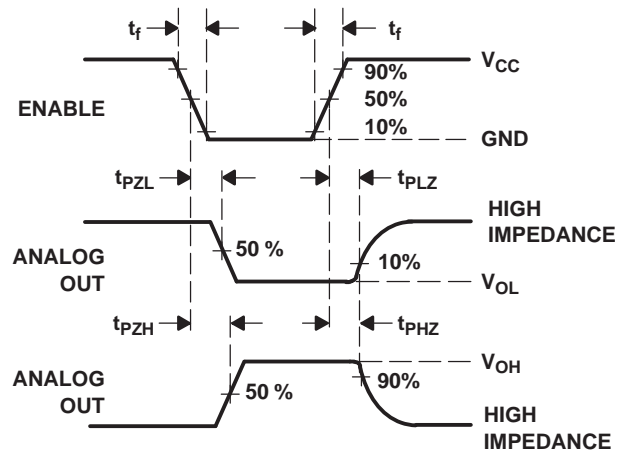 tf
tf
VCC
90%
ENABLE
50%
10%
GND
tPZL
tPLZ
HIGH
IMPEDANCE
ANALOG
OUT
50 %
10%
VOL
tPZH
tPHZ
VOH
ANALOG
OUT
50 %
90%
HIGH
IMPEDANCE